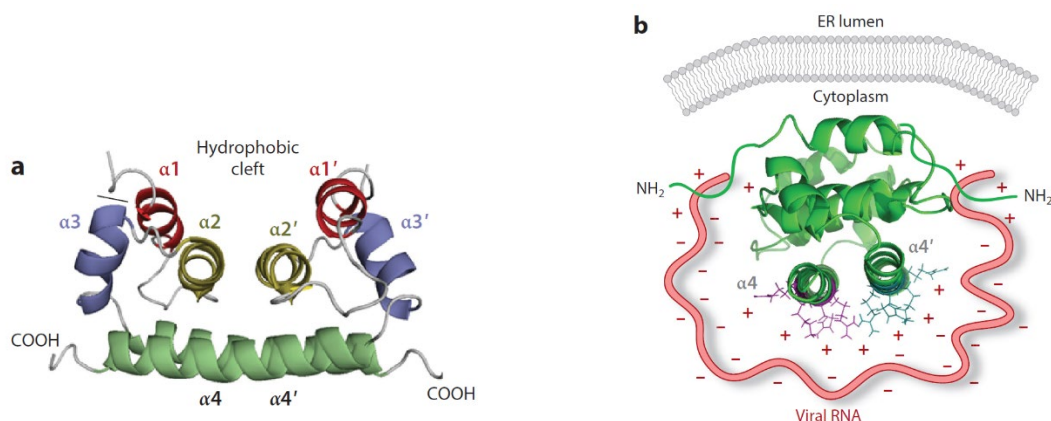 a
Hydrophobic
cleft
α1
α1′
α3
α2
α2′
α3′
COOH
COOH
α4
α4′
b
ER lumen
Cytoplasm
+
+
+
+
NH₂
NH₂
+
+
+
+
−
−
α4′
−
α4
−
−
+
+
−
−
+
+
−
−
+
+
+
−
−
−
−
−
−
−
−
−
Viral RNA